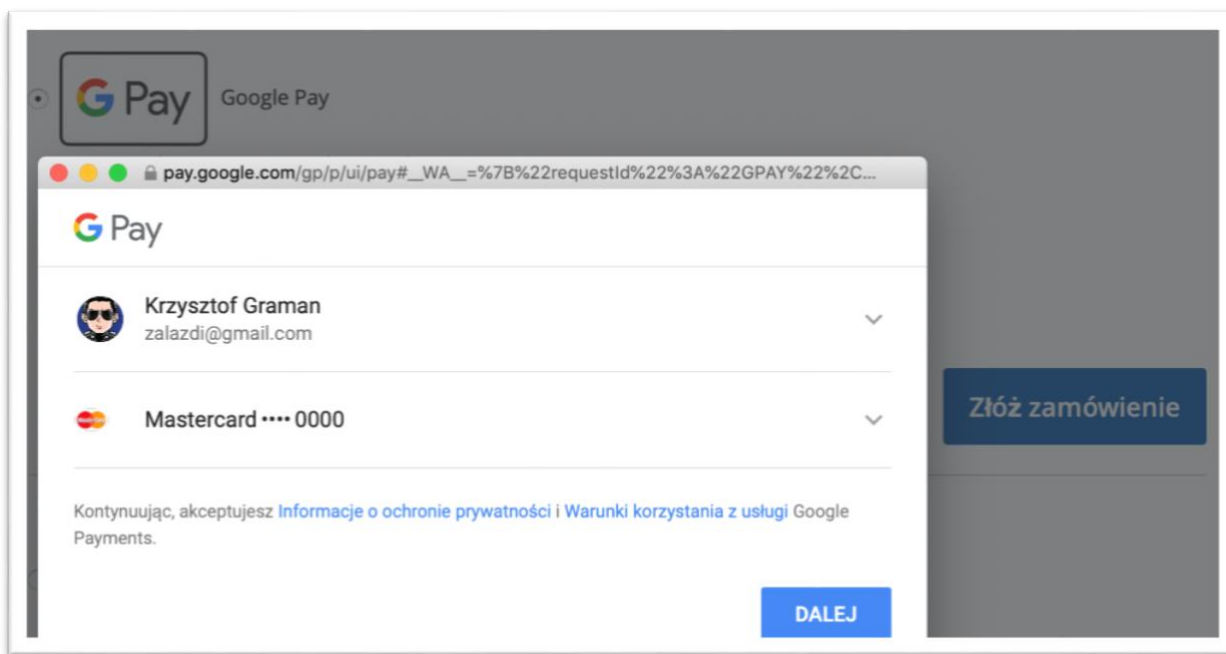 G Pay Google Pay
pay.google.com/gp/p/ui/pay#__WA__=%7B%22requestId%22%3A%22GPAY%22%2C...
G Pay
Krzysztof Graman
zalazdi@gmail.com
Mastercard •••• 0000
Złóż zamówienie
Kontynuując, akceptujesz Informacje o ochronie prywatności i Warunki korzystania z usługi Google
Payments.
DALEJ